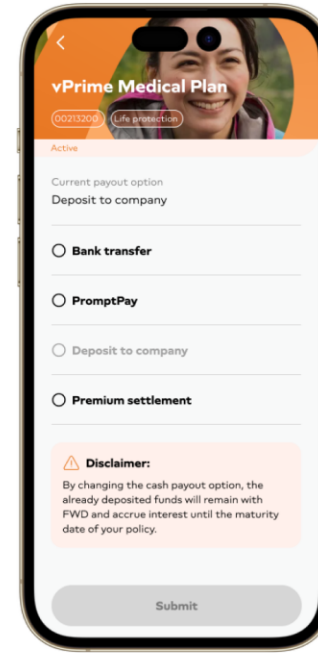 vPrime Medical Plan
00213200 Life protection
Active
Current payout option
Deposit to company
Bank transfer
PromptPay
Deposit to company
Premium settlement
Disclaimer:
By changing the cash payout option, the
already deposited funds will remain with
FWD and accrue interest until the maturity
date of your policy.
Submit